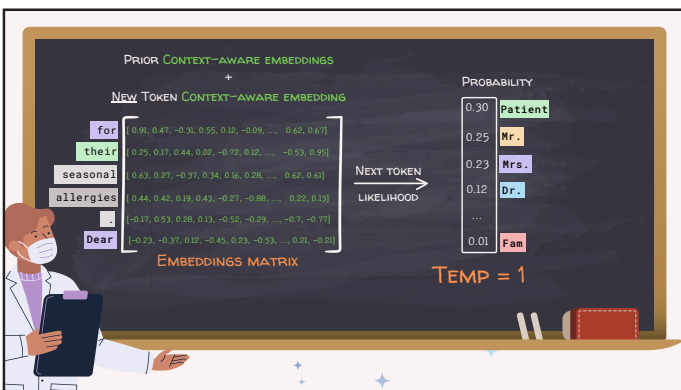 Prior Context-aware embeddings
+
New Token Context-aware embedding
for [ 0.91, 0.47, -0.31, 0.55, 0.12, -0.09, ..., 0.62, 0.67]
their [ 0.25, 0.17, 0.44, 0.02, -0.72, 0.12, ..., -0.53, 0.95]
seasonal [ 0.63, 0.27, -0.37, 0.34, 0.16, 0.28, ..., 0.62, 0.61]
allergies [ 0.44, 0.42, 0.19, 0.43, -0.27, -0.88, ..., 0.22, 0.13]
. [-0.17, 0.53, 0.28, 0.13, -0.52, -0.29, ..., -0.7, -0.77]
Dear [-0.23, -0.37, 0.12, -0.45, 0.23, -0.53, ..., 0.21, -0.21]
Embeddings matrix
Next token
likelihood
Probability
0.30 Patient
0.25 Mr.
0.23 Mrs.
0.12 Dr.
...
0.01 Fam
Temp = 1